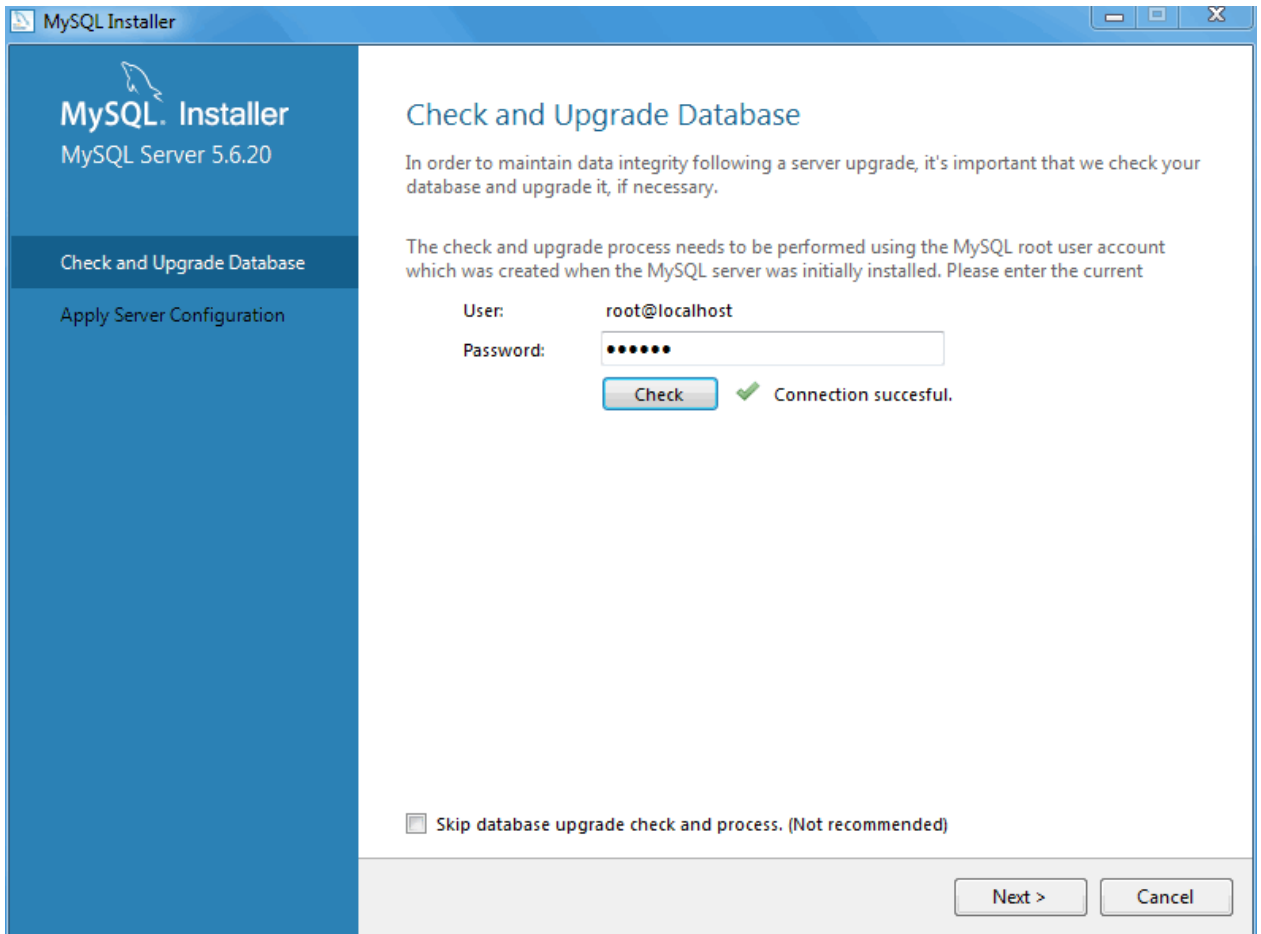 MySQL Installer
MySQL. Installer
MySQL Server 5.6.20
Check and Upgrade Database
Apply Server Configuration
Check and Upgrade Database
In order to maintain data integrity following a server upgrade, it's important that we check your
database and upgrade it, if necessary.
The check and upgrade process needs to be performed using the MySQL root user account
which was created when the MySQL server was initially installed. Please enter the current
User: root@localhost
Password: ••••••
Check Connection succesful.
Skip database upgrade check and process. (Not recommended)
Next > Cancel